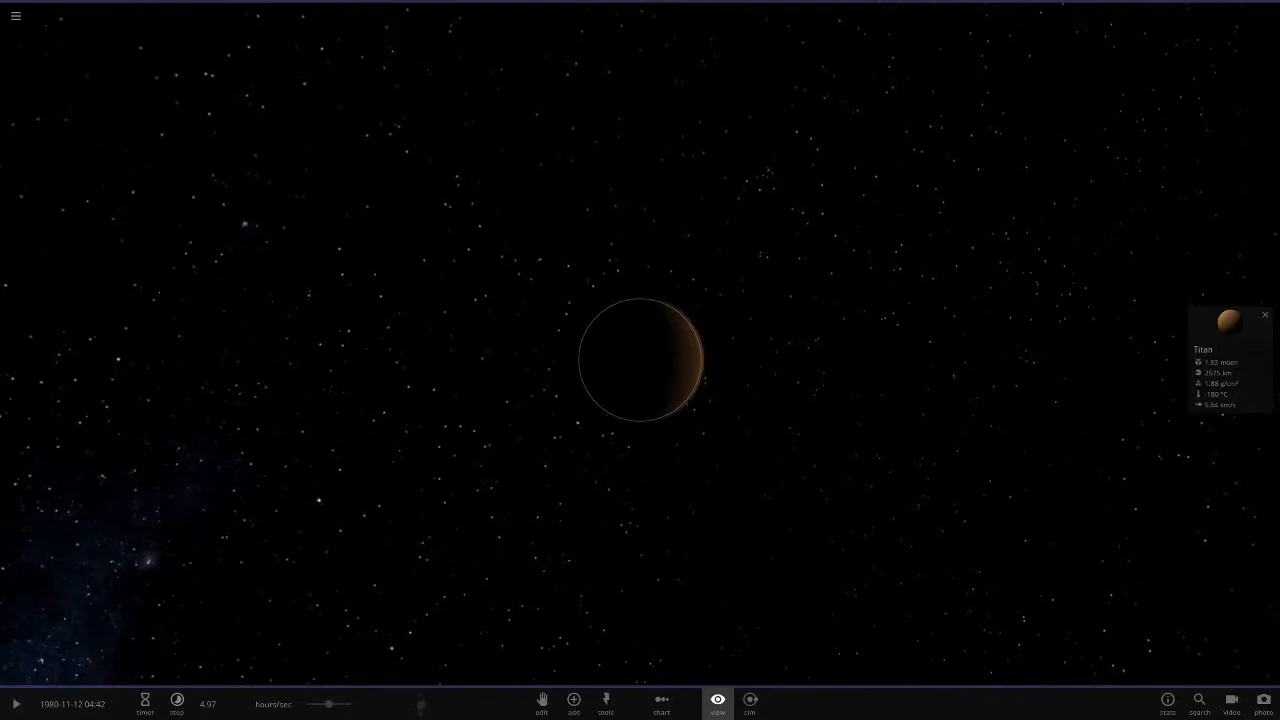 Titan
1.83 moon
2575 km
1.88 g/cm³
-180 °C
5.84 km/s
1980-11-12 04:42
timer
step
4.97
hours/sec
edit
add
tools
chart
view
sim
stats
search
video
photo